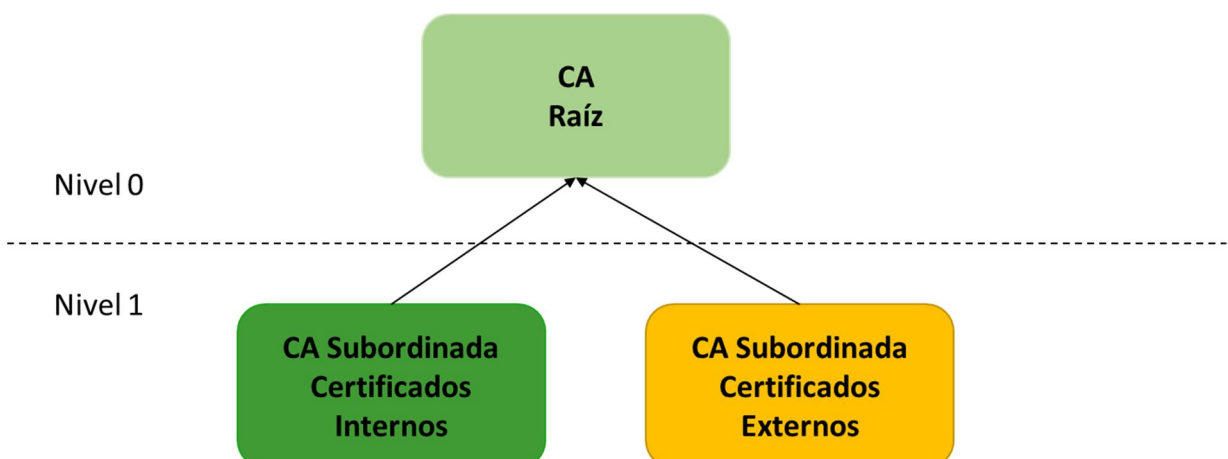 CA
Raíz
Nivel 0
Nivel 1
CA Subordinada
Certificados
Internos
CA Subordinada
Certificados
Externos